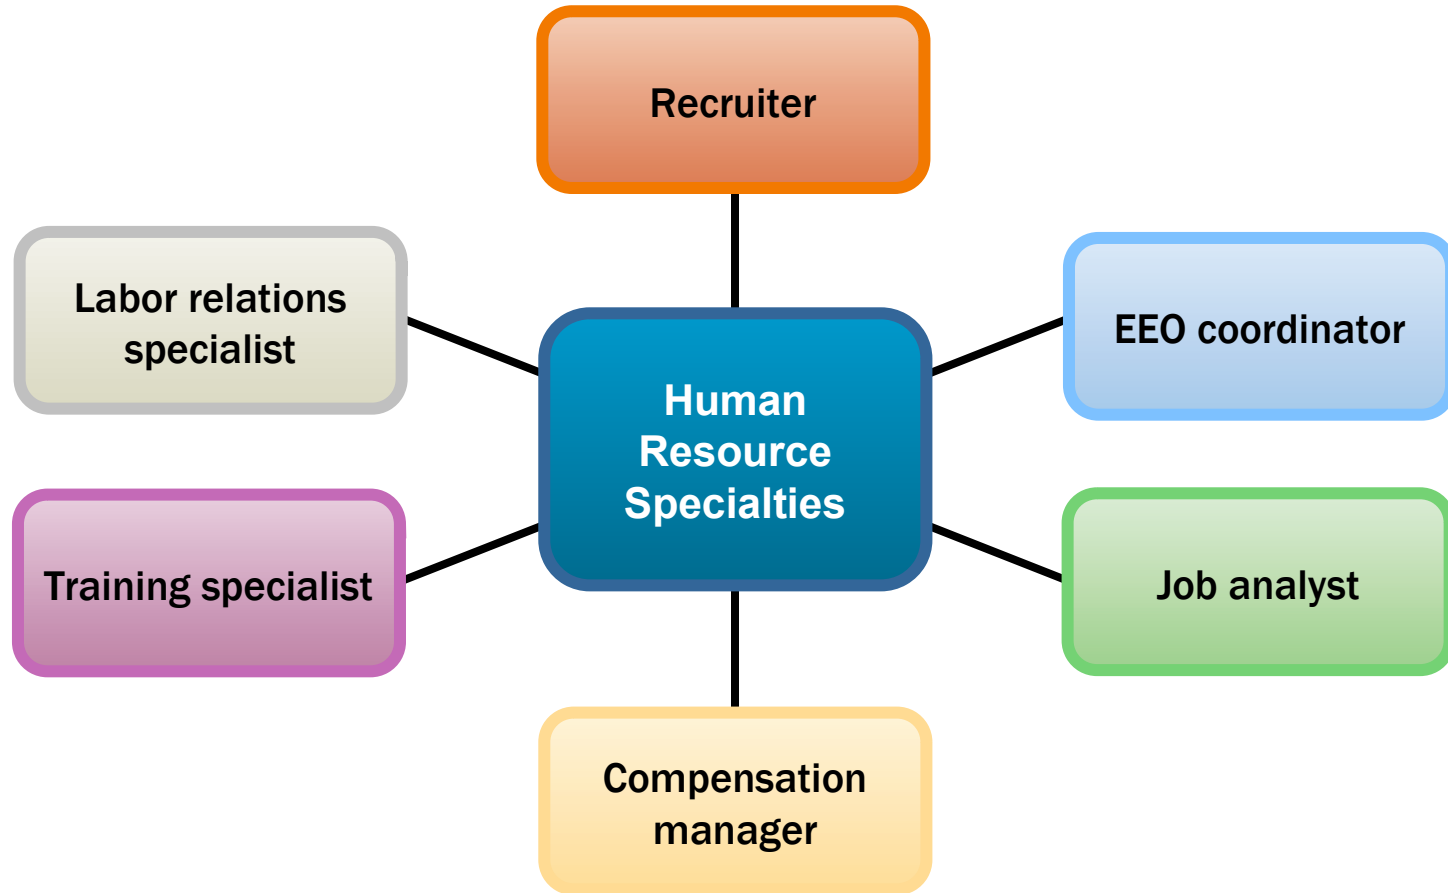 Recruiter
Labor relations
specialist
EEO coordinator
Human
Resource
Specialties
Training specialist
Job analyst
Compensation
manager